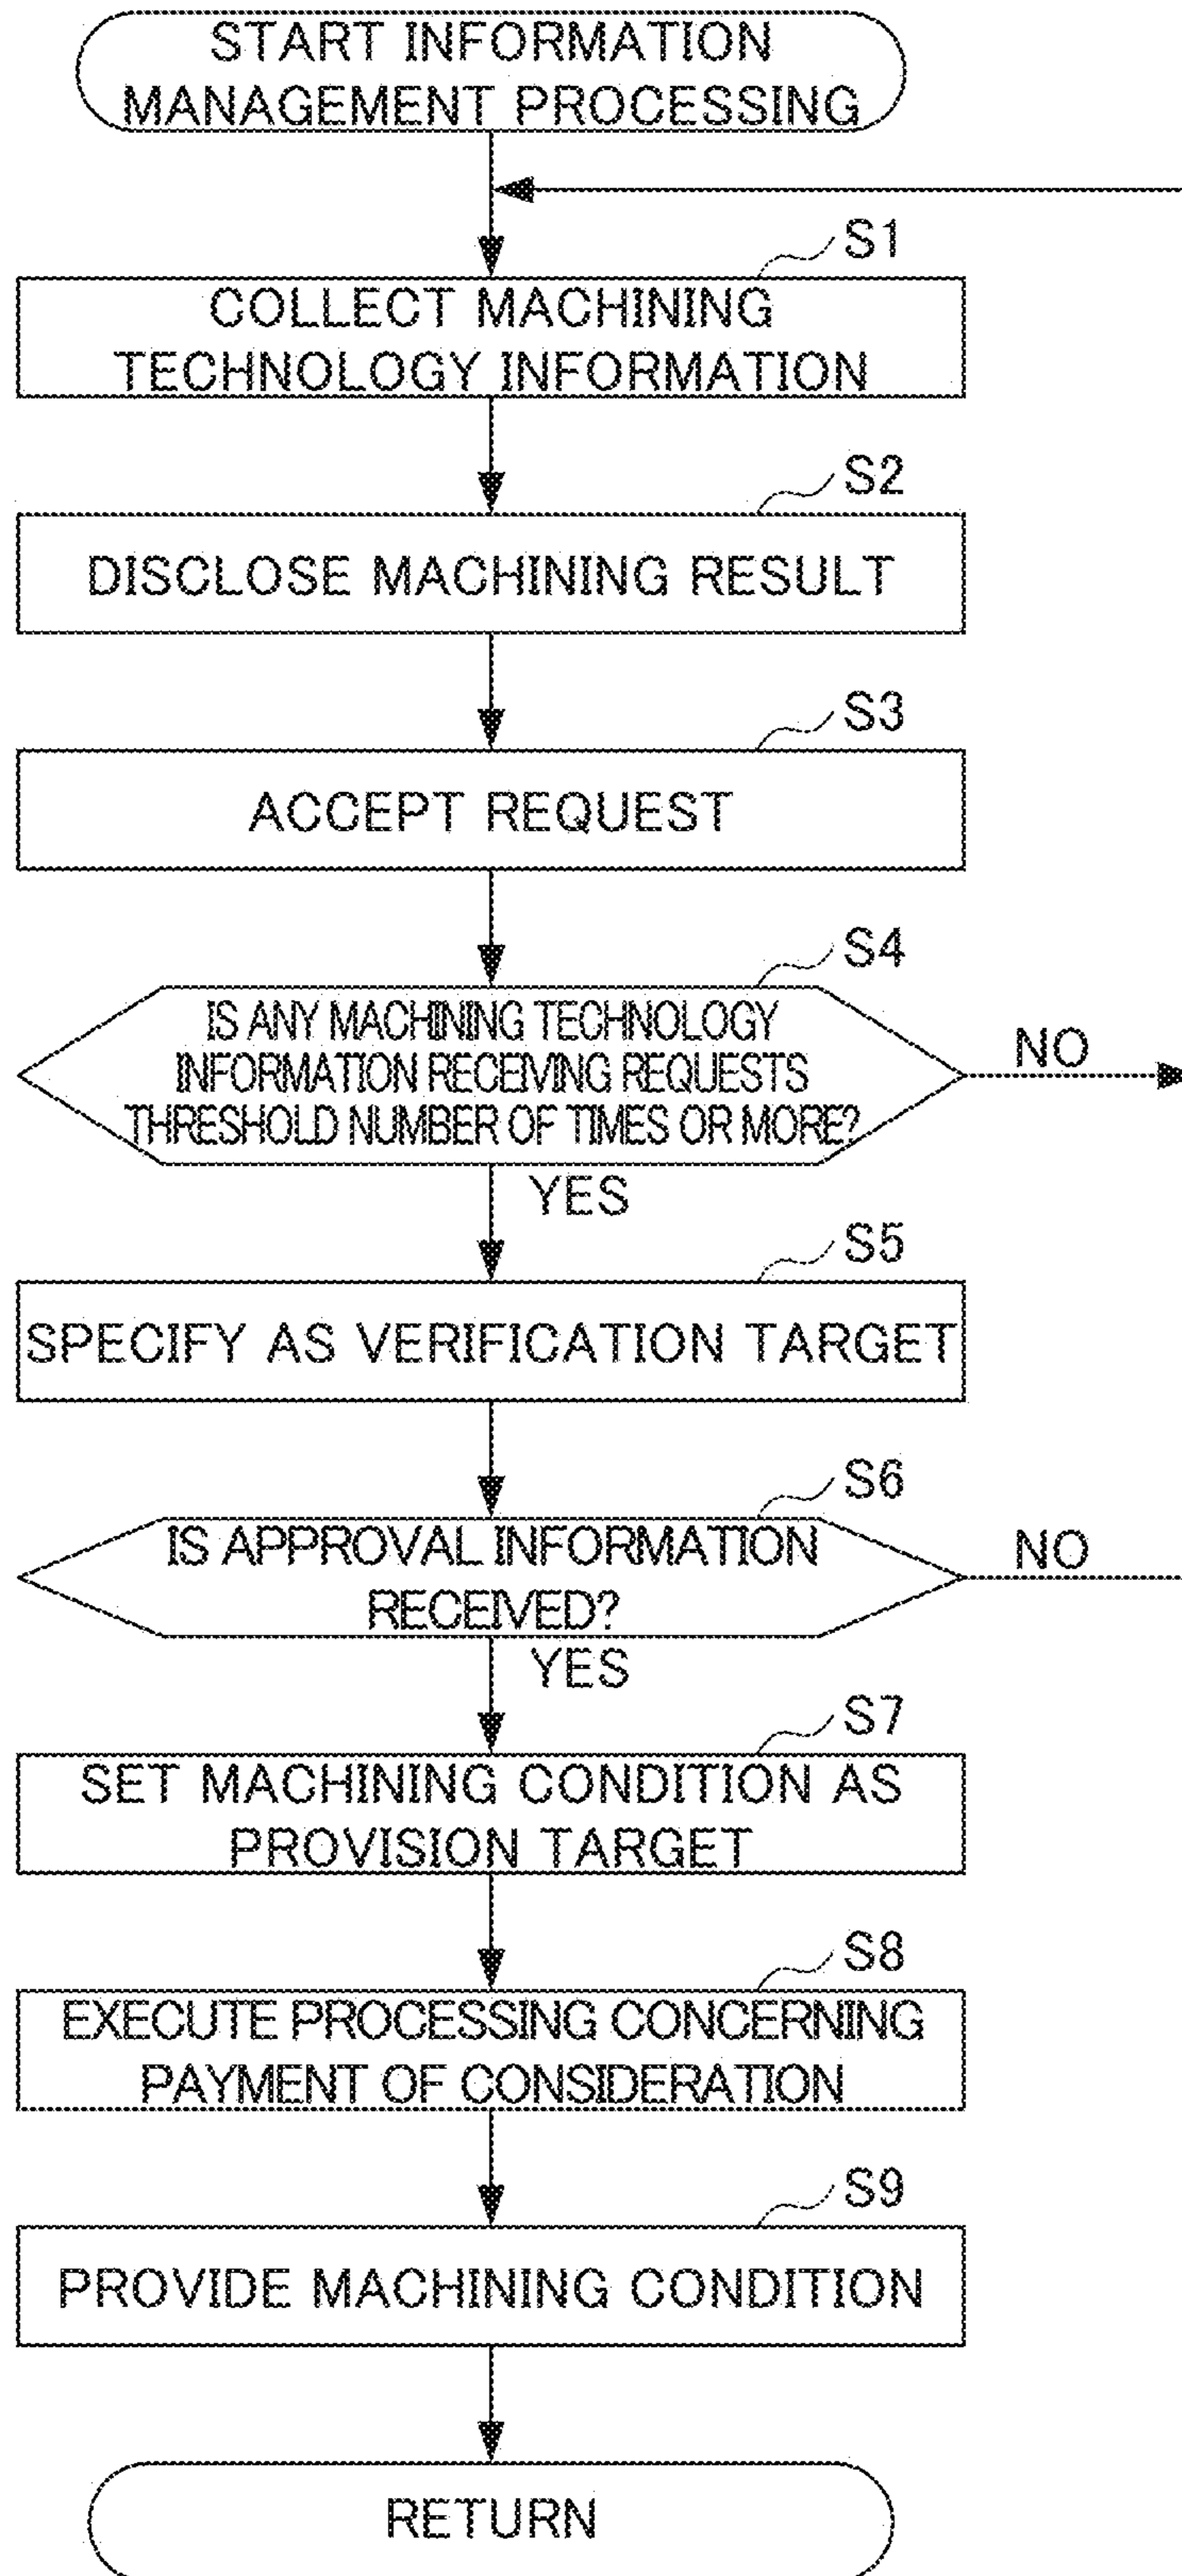 START INFORMATION
MANAGEMENT PROCESSING
S1
COLLECT MACHINING
TECHNOLOGY INFORMATION
S2
DISCLOSE MACHINING RESULT
S3
ACCEPT REQUEST
S4
IS ANY MACHINING TECHNOLOGY
INFORMATION RECEIVING REQUESTS
THRESHOLD NUMBER OF TIMES OR MORE?
NO
YES
S5
SPECIFY AS VERIFICATION TARGET
S6
IS APPROVAL INFORMATION
RECEIVED?
NO
YES
S7
SET MACHINING CONDITION AS
PROVISION TARGET
S8
EXECUTE PROCESSING CONCERNING
PAYMENT OF CONSIDERATION
S9
PROVIDE MACHINING CONDITION
RETURN